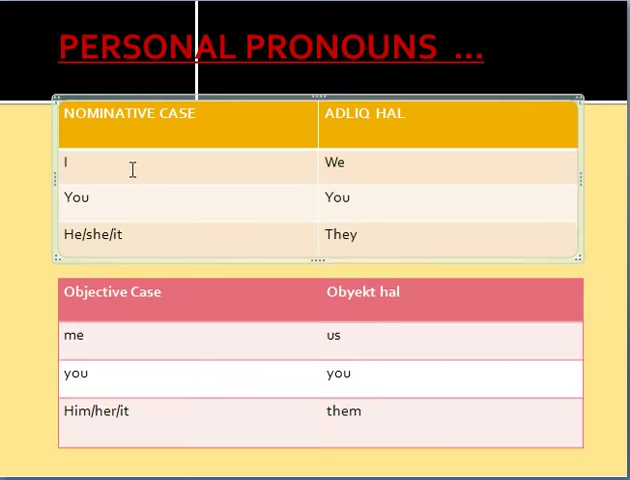 PERSONAL PRONOUNS ...
NOMINATIVE CASE ADLIQ HAL
I We
You You
He/she/it They
Objective Case Obyekt hal
me us
you you
Him/her/it them